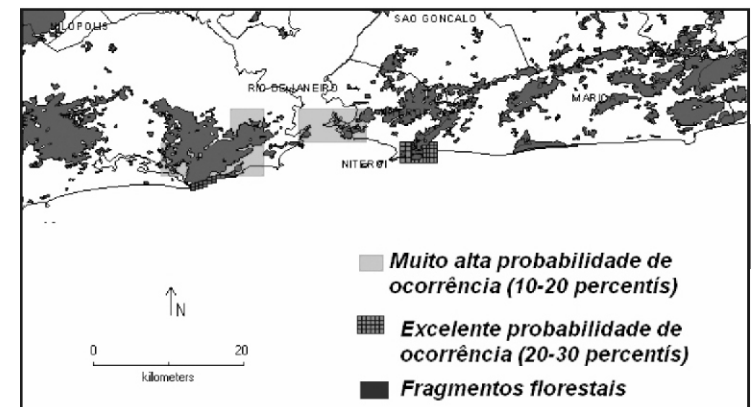 SAO GONCALO
RIO DE JANEIRO
MARICA
NITEROI
Muito alta probabilidade de
ocorrência (10-20 percentís)
N
Excelente probabilidade de
ocorrência (20-30 percentís)
0 20
kilometers
Fragmentos florestais